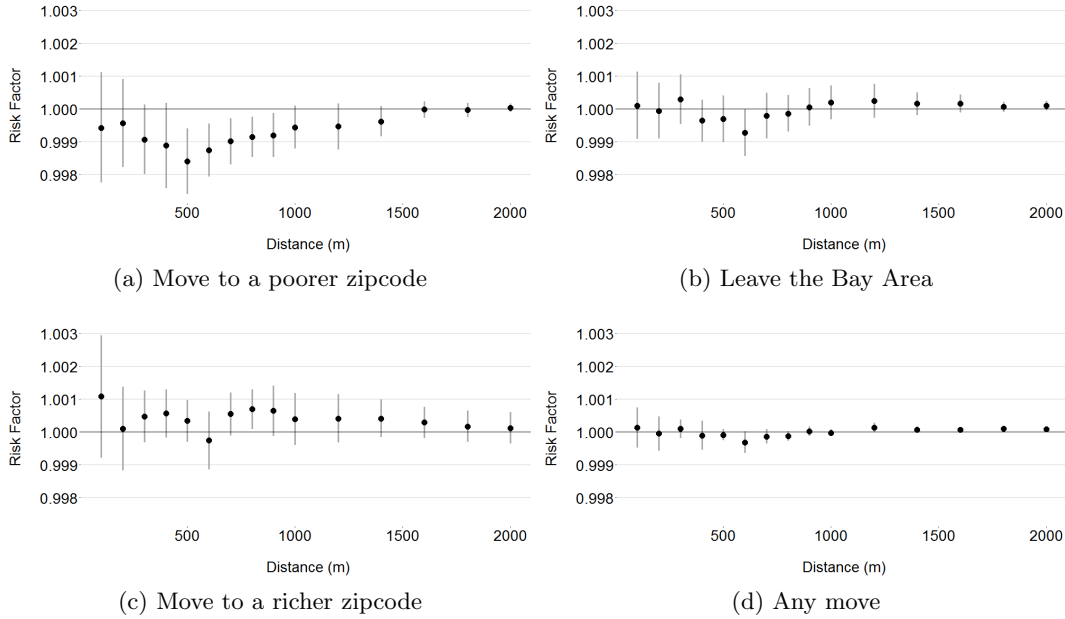 1.003
1.002
1.001
1.000
0.999
0.998
Risk Factor
500 1000 1500 2000
Distance (m)
(a) Move to a poorer zipcode
1.003
1.002
1.001
1.000
0.999
0.998
Risk Factor
500 1000 1500 2000
Distance (m)
(b) Leave the Bay Area
1.003
1.002
1.001
1.000
0.999
0.998
Risk Factor
500 1000 1500 2000
Distance (m)
(c) Move to a richer zipcode
1.003
1.002
1.001
1.000
0.999
0.998
Risk Factor
500 1000 1500 2000
Distance (m)
(d) Any move